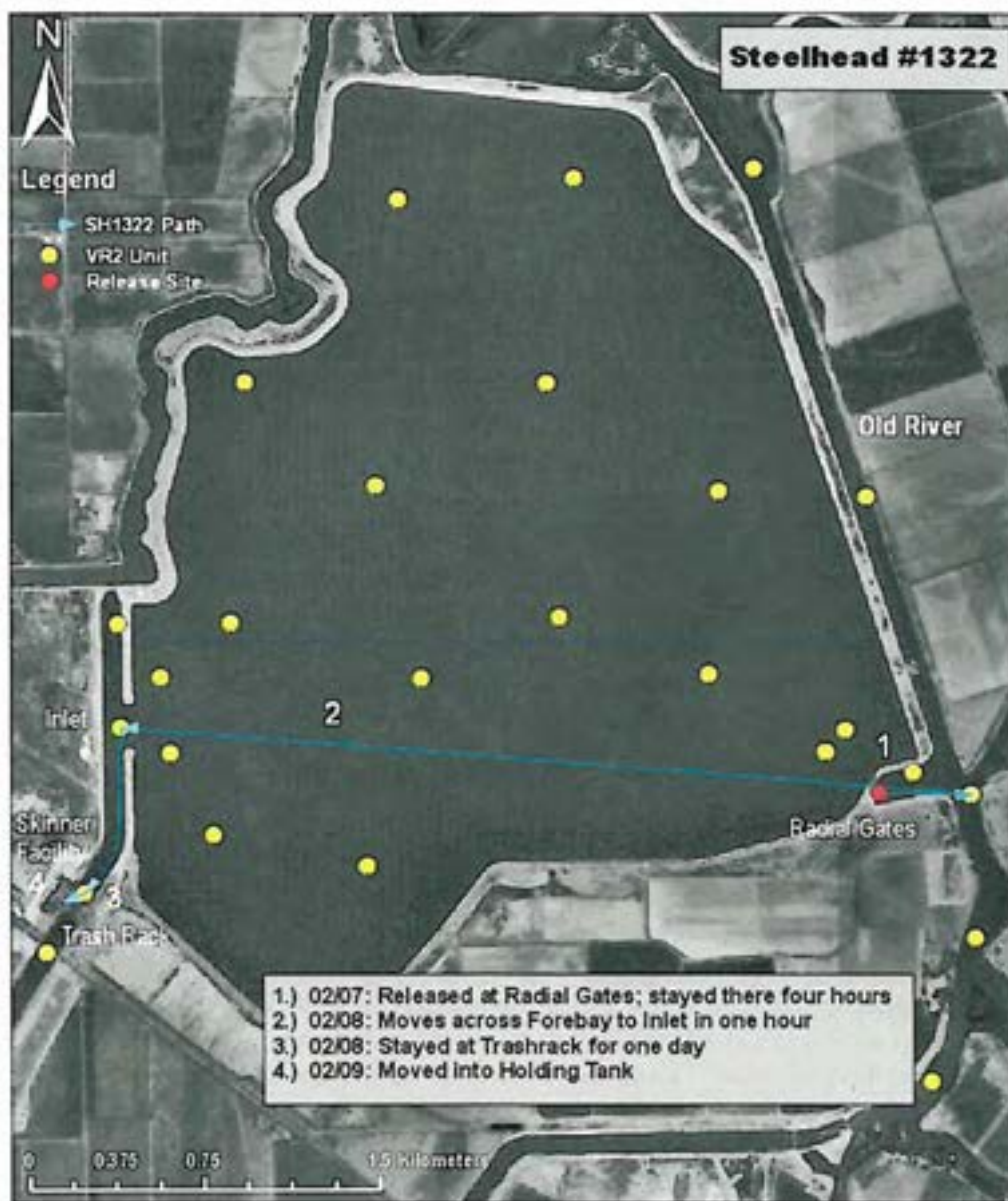 Steelhead #1322
N
Legend
SH1322 Path
VR2 Unit
Release Site
Old River
2
1
Inlet
Radial Gates
Skinner
Facility
4
3
Trash Rack
1.) 02/07: Released at Radial Gates; stayed there four hours
2.) 02/08: Moves across Forebay to Inlet in one hour
3.) 02/08: Stayed at Trashrack for one day
4.) 02/09: Moved into Holding Tank
0 0.375 0.75 1.5 Kilometers